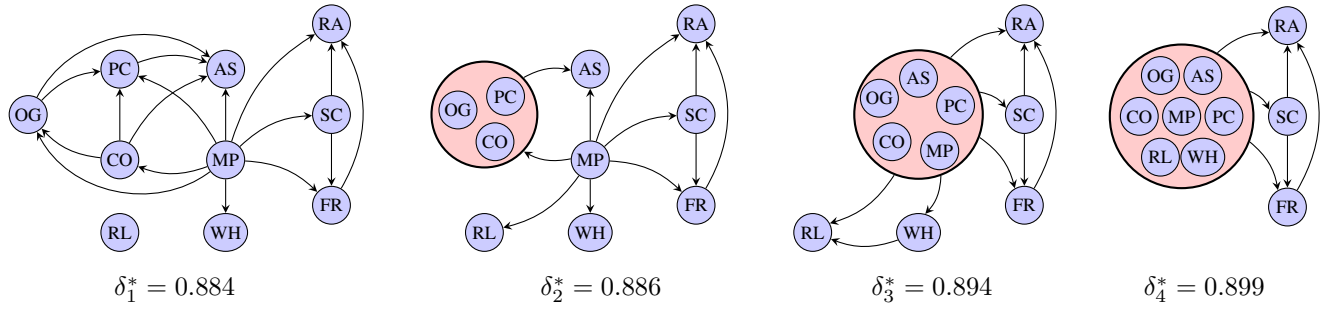 RA
PC
AS
OG
SC
CO
MP
FR
RL
WH
δ₁* = 0.884
RA
AS
PC
OG
CO
SC
MP
FR
RL
WH
δ₂* = 0.886
RA
AS
OG
PC
CO
MP
SC
FR
RL
WH
δ₃* = 0.894
RA
OG
AS
CO
MP
PC
SC
RL
WH
FR
δ₄* = 0.899